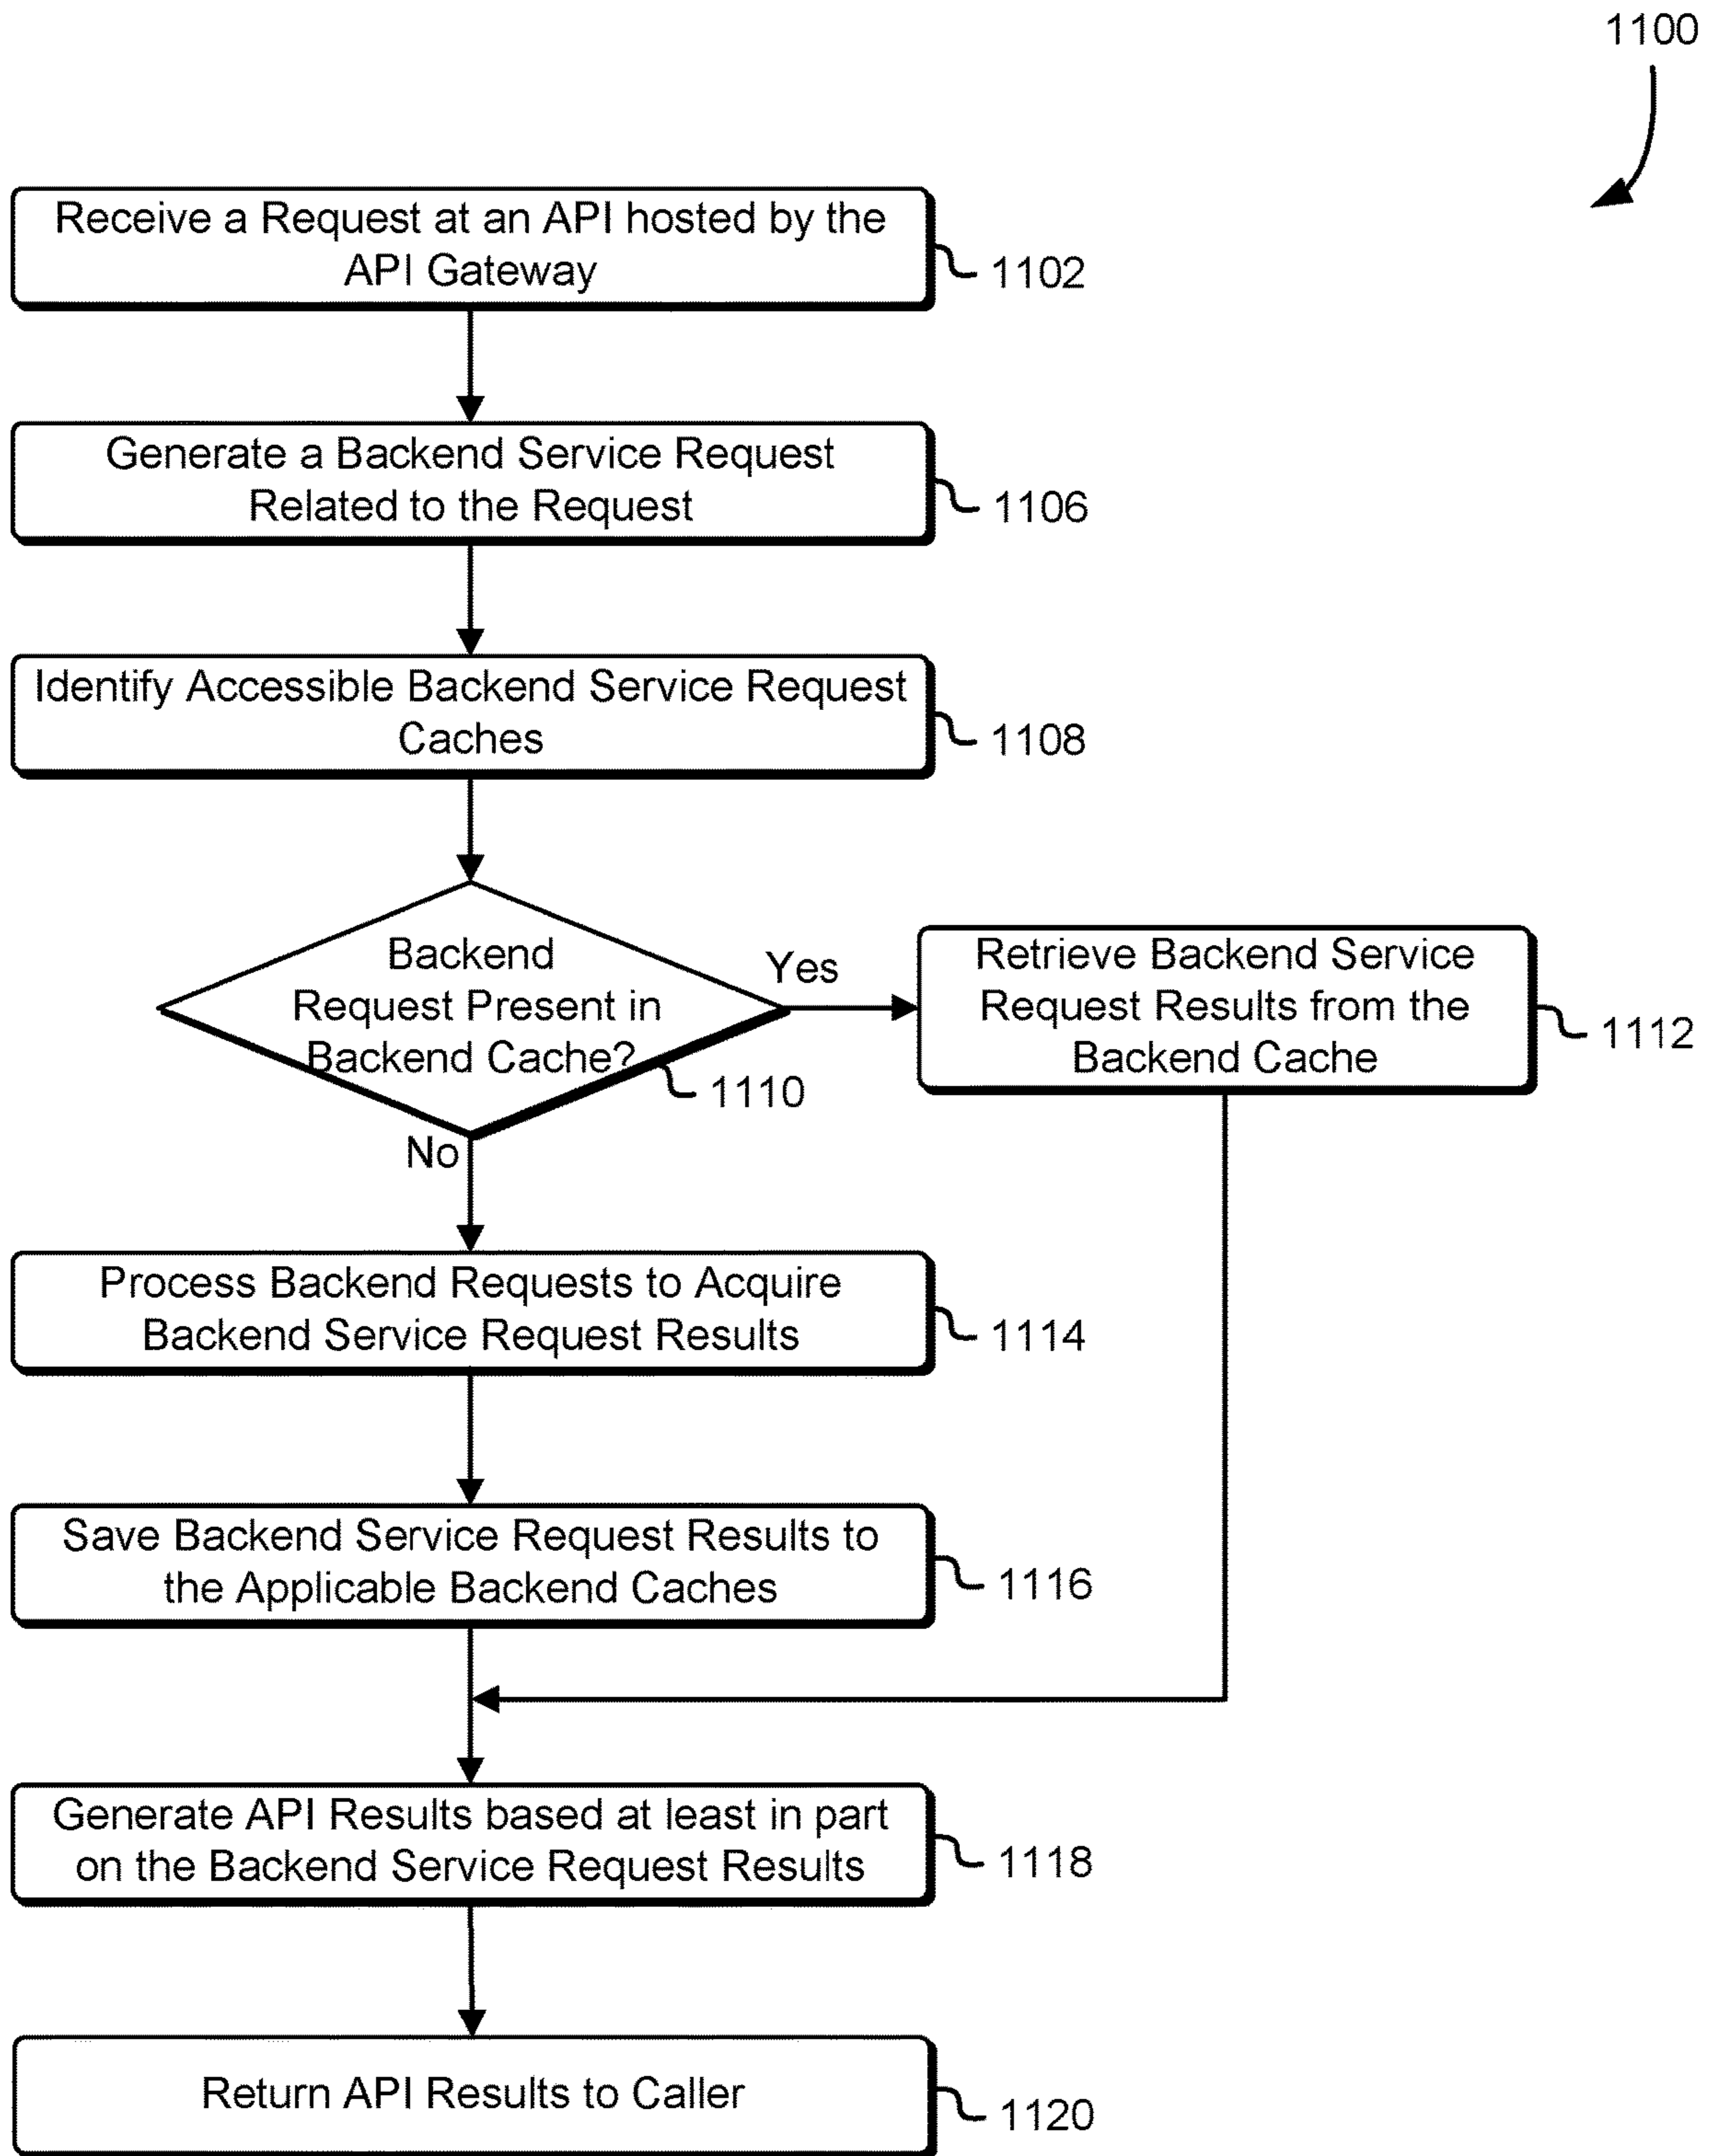 1100
Receive a Request at an API hosted by the
API Gateway
1102
Generate a Backend Service Request
Related to the Request
1106
Identify Accessible Backend Service Request
Caches
1108
Backend
Request Present in
Backend Cache?
1110
Yes
Retrieve Backend Service
Request Results from the
Backend Cache
1112
No
Process Backend Requests to Acquire
Backend Service Request Results
1114
Save Backend Service Request Results to
the Applicable Backend Caches
1116
Generate API Results based at least in part
on the Backend Service Request Results
1118
Return API Results to Caller
1120